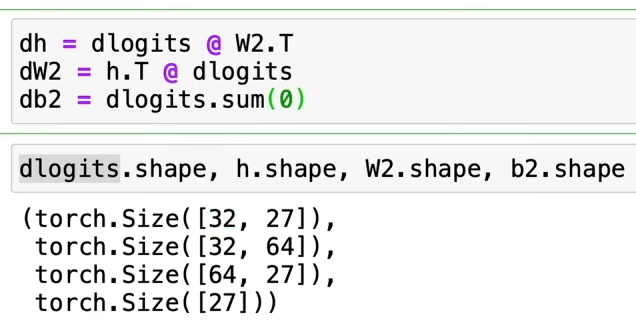 dh = dlogits @ W2.T
dW2 = h.T @ dlogits
db2 = dlogits.sum(0)
dlogits.shape, h.shape, W2.shape, b2.shape
(torch.Size([32, 27]),
torch.Size([32, 64]),
torch.Size([64, 27]),
torch.Size([27]))